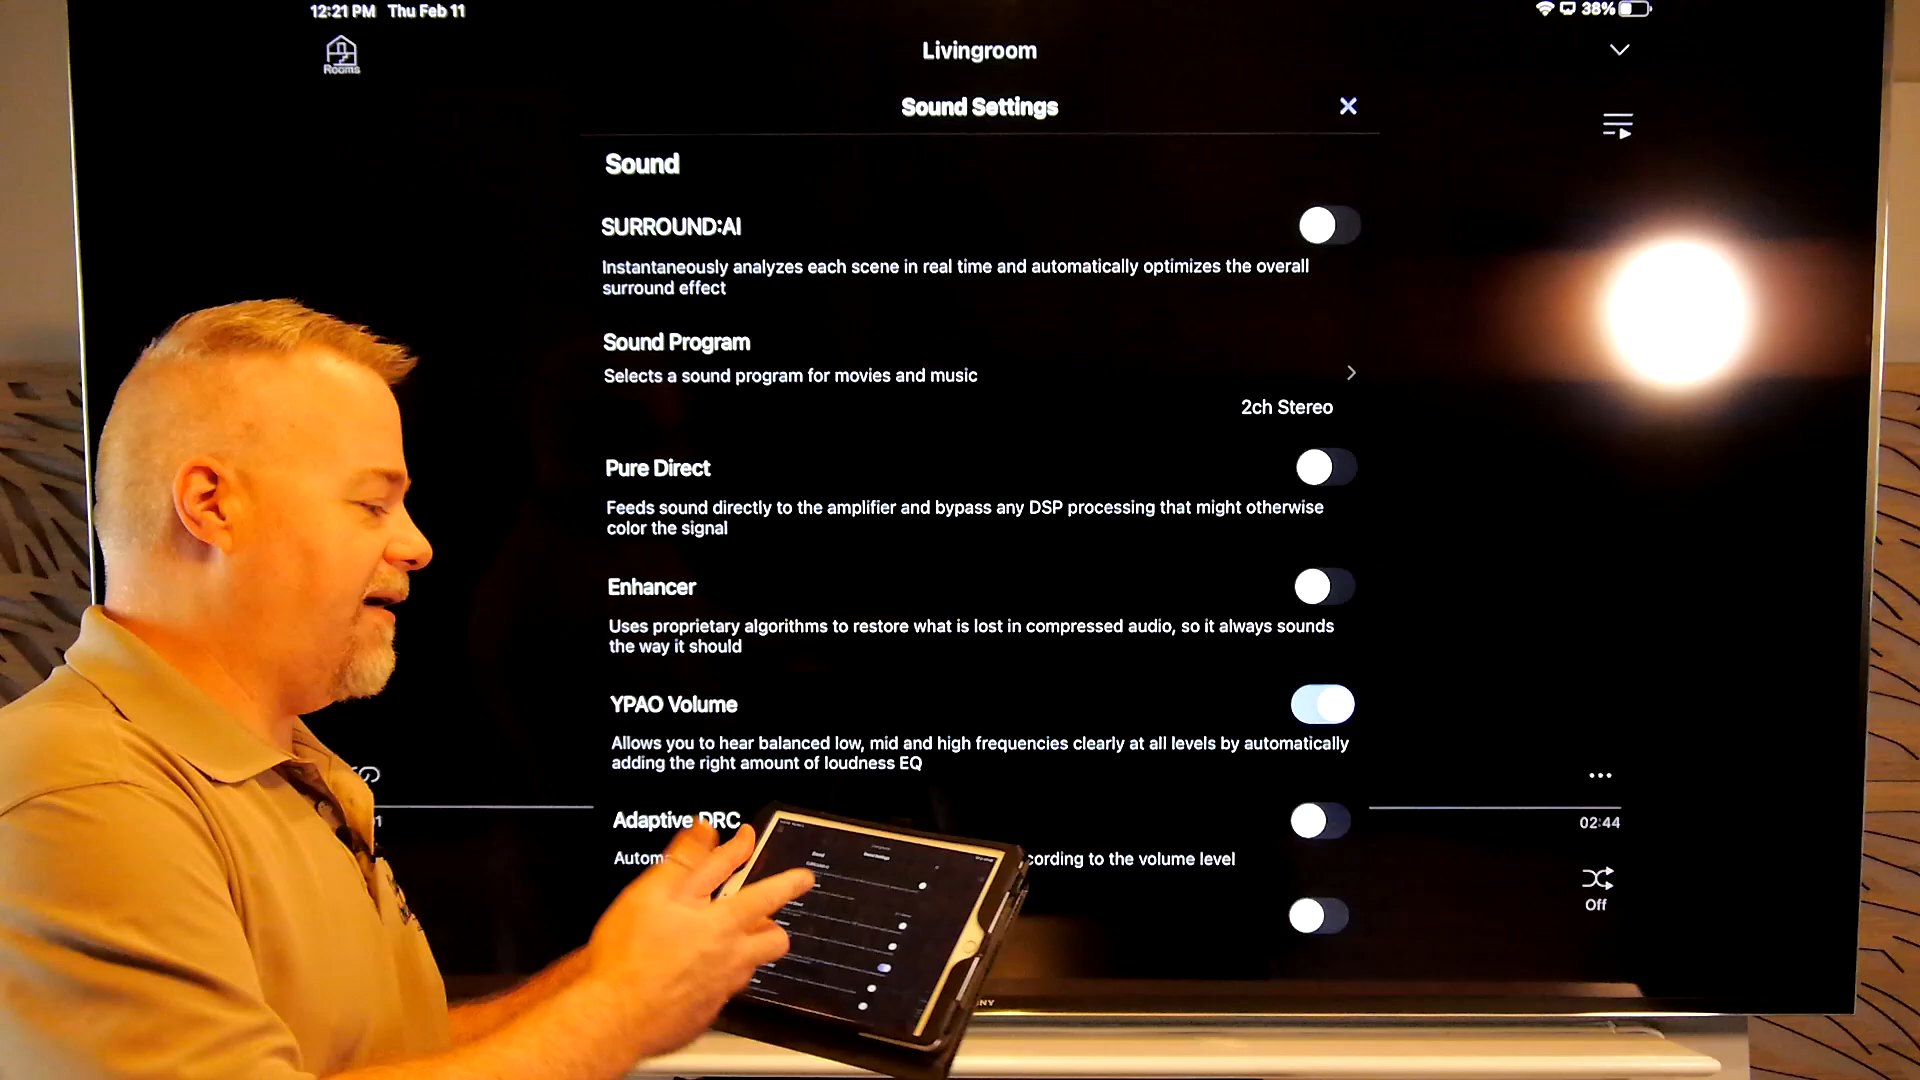 12:21 PM Thu Feb 11
38%
Rooms
Livingroom
Sound Settings
Sound
SURROUND:AI
Instantaneously analyzes each scene in real time and automatically optimizes the overall
surround effect
Sound Program
Selects a sound program for movies and music
2ch Stereo
Pure Direct
Feeds sound directly to the amplifier and bypass any DSP processing that might otherwise
color the signal
Enhancer
Uses proprietary algorithms to restore what is lost in compressed audio, so it always sounds
the way it should
YPAO Volume
Allows you to hear balanced low, mid and high frequencies clearly at all levels by automatically
adding the right amount of loudness EQ
Adaptive DRC
02:44
to the volume level
Off